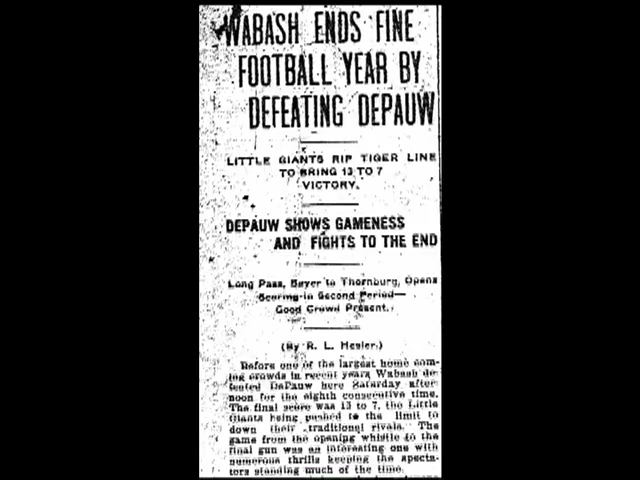 WABASH ENDS FINE
FOOTBALL YEAR BY
DEFEATING DEPAUW
LITTLE GIANTS RIP TIGER LINE
TO BRING 13 TO 7
VICTORY.
DEPAUW SHOWS GAMENESS
AND FIGHTS TO THE END
Long Pass, Bayer to Thornburg, Opens
Scoring in Second Period—
Good Crowd Present.
(By R. L. Hesler.)
Before one of the largest home com-
ing crowds in recent years, Wabash de-
feated DePauw here Saturday after-
noon for the eighth consecutive time.
The final score was 13 to 7, the Little
Giants being pushed to the limit to
down their traditional rivals. The
game from the opening whistle to the
final gun was an interesting one with
numerous thrills keeping the specta-
tors standing much of the time.